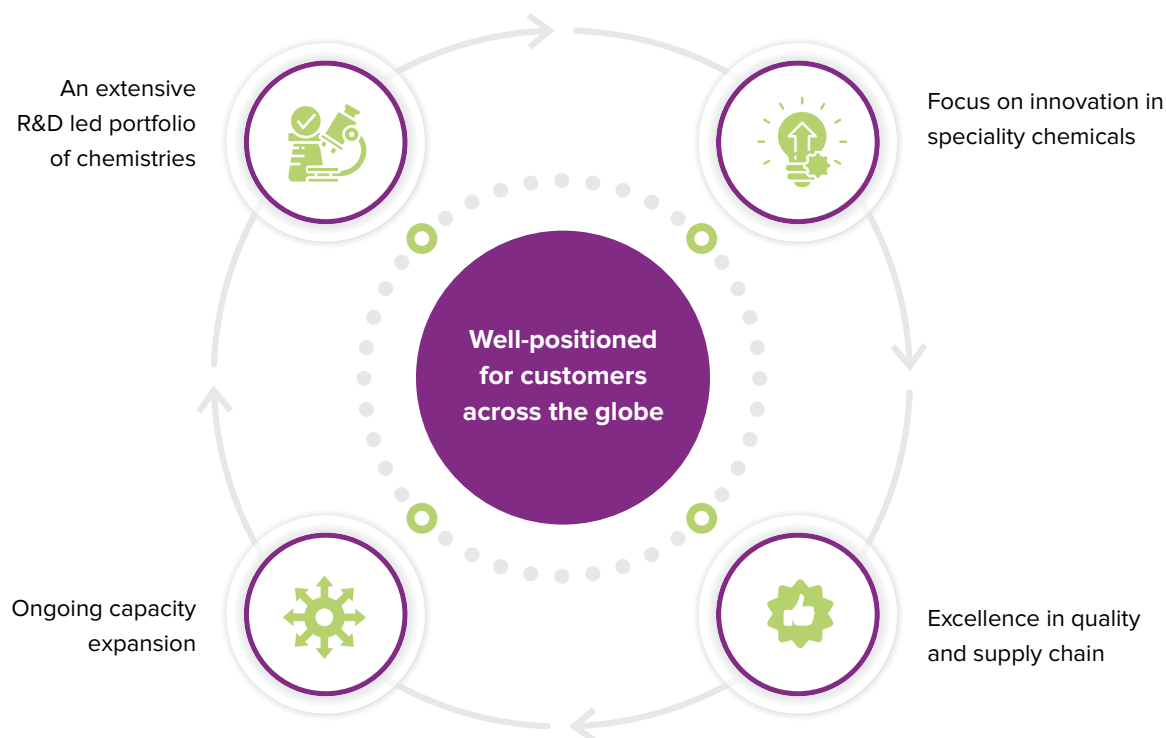 An extensive
R&D led portfolio
of chemistries
Focus on innovation in
speciality chemicals
Well-positioned
for customers
across the globe
Ongoing capacity
expansion
Excellence in quality
and supply chain